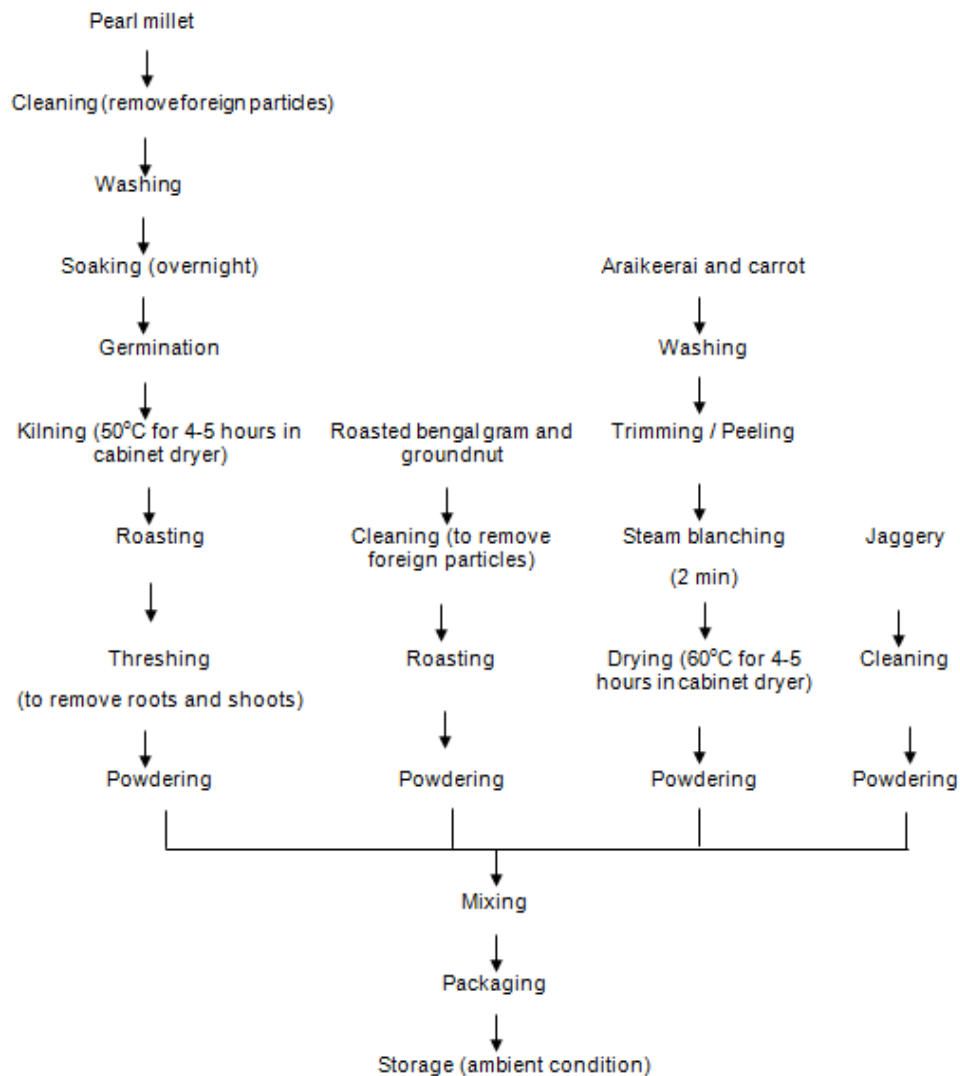 Pearl millet
Cleaning (remove foreign particles)
Washing
Soaking (overnight)
Germination
Kilning (50°C for 4-5 hours in
cabinet dryer)
Roasting
Threshing
(to remove roots and shoots)
Powdering
Roasted bengal gram and
groundnut
Cleaning (to remove
foreign particles)
Roasting
Powdering
Araikeerai and carrot
Washing
Trimming / Peeling
Steam blanching
(2 min)
Drying (60°C for 4-5
hours in cabinet dryer)
Powdering
Jaggery
Cleaning
Powdering
Mixing
Packaging
Storage (ambient condition)